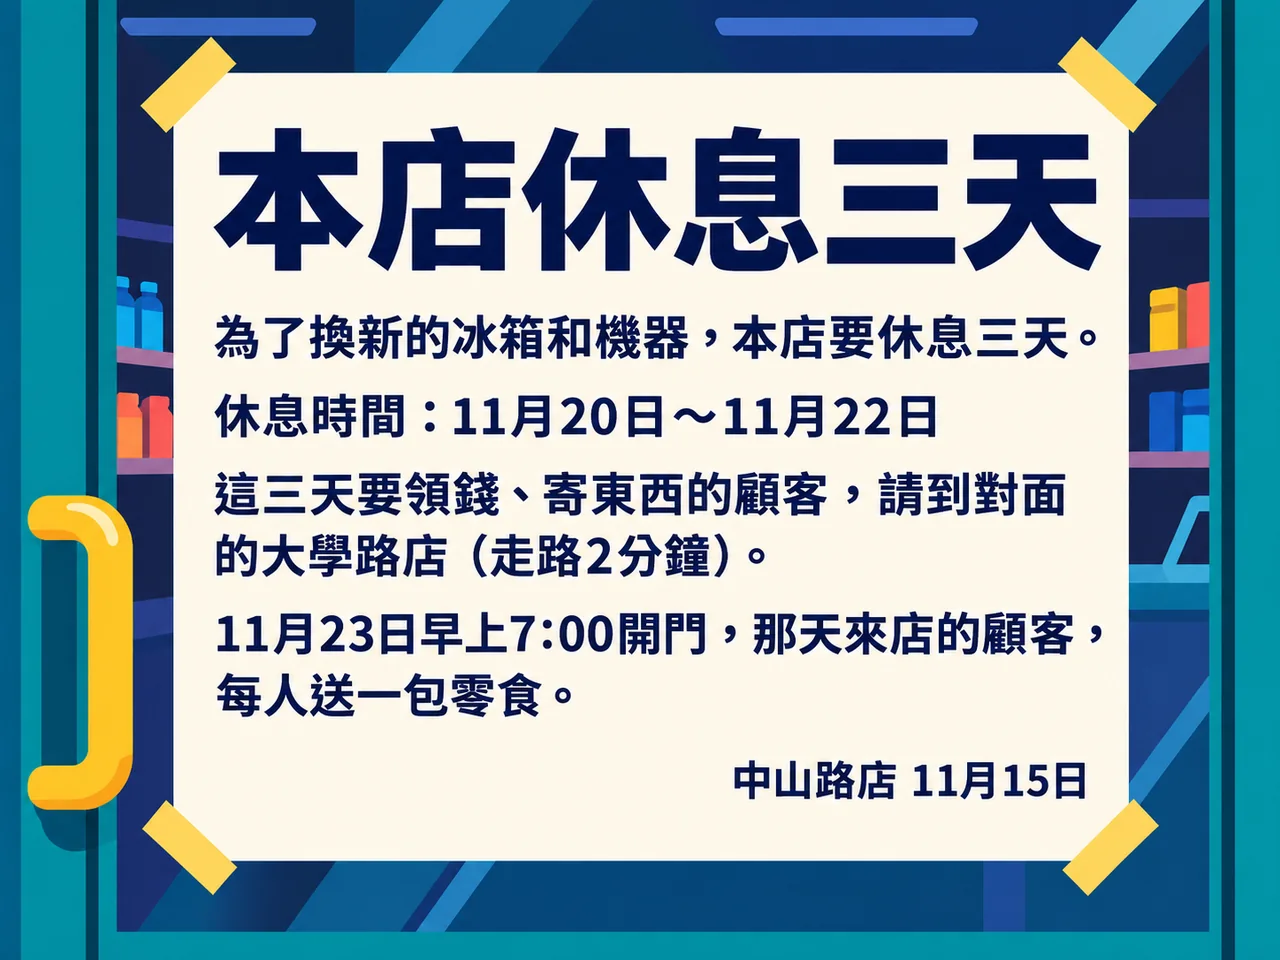 本店休息三天
為了換新的冰箱和機器，本店要休息三天。
休息時間：11月20日～11月22日
這三天要領錢、寄東西的顧客，請到對面
的大學路店（走路2分鐘）。
11月23日早上7:00開門，那天來店的顧客，
每人送一包零食。
中山路店 11月15日